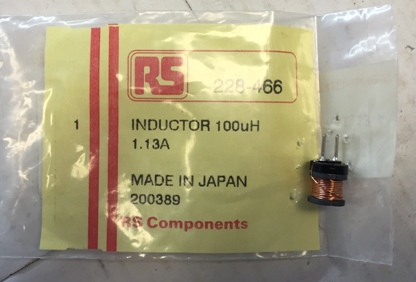 RS 228-466
1 INDUCTOR 100uH
1.13A
MADE IN JAPAN
200389
RS Components